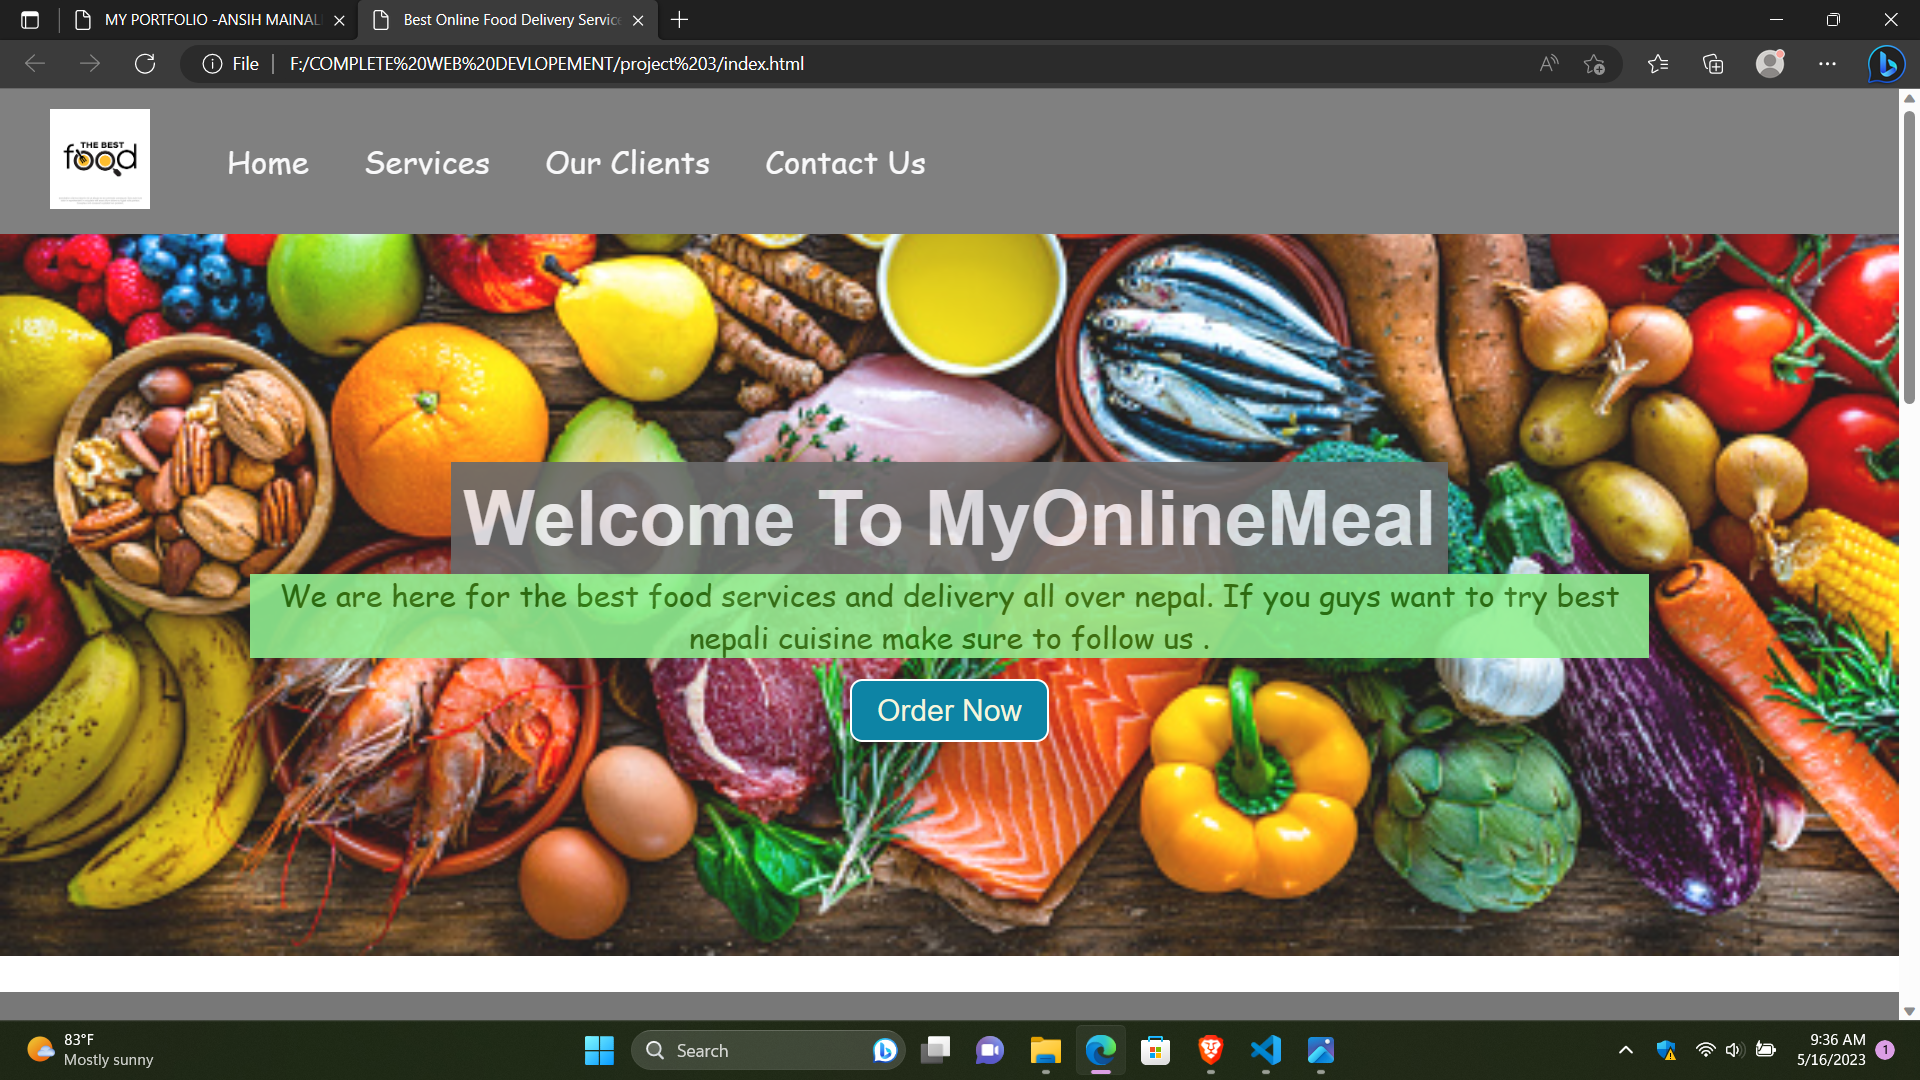 MY PORTFOLIO -ANSIH MAINALI
Best Online Food Delivery Service
File
F:/COMPLETE%20WEB%20DEVLOPEMENT/project%203/index.html
THE BEST
food
Home
Services
Our Clients
Contact Us
Welcome To MyOnlineMeal
We are here for the best food services and delivery all over nepal. If you guys want to try best
nepali cuisine make sure to follow us .
Order Now
83°F
Mostly sunny
Search
9:36 AM
5/16/2023
1